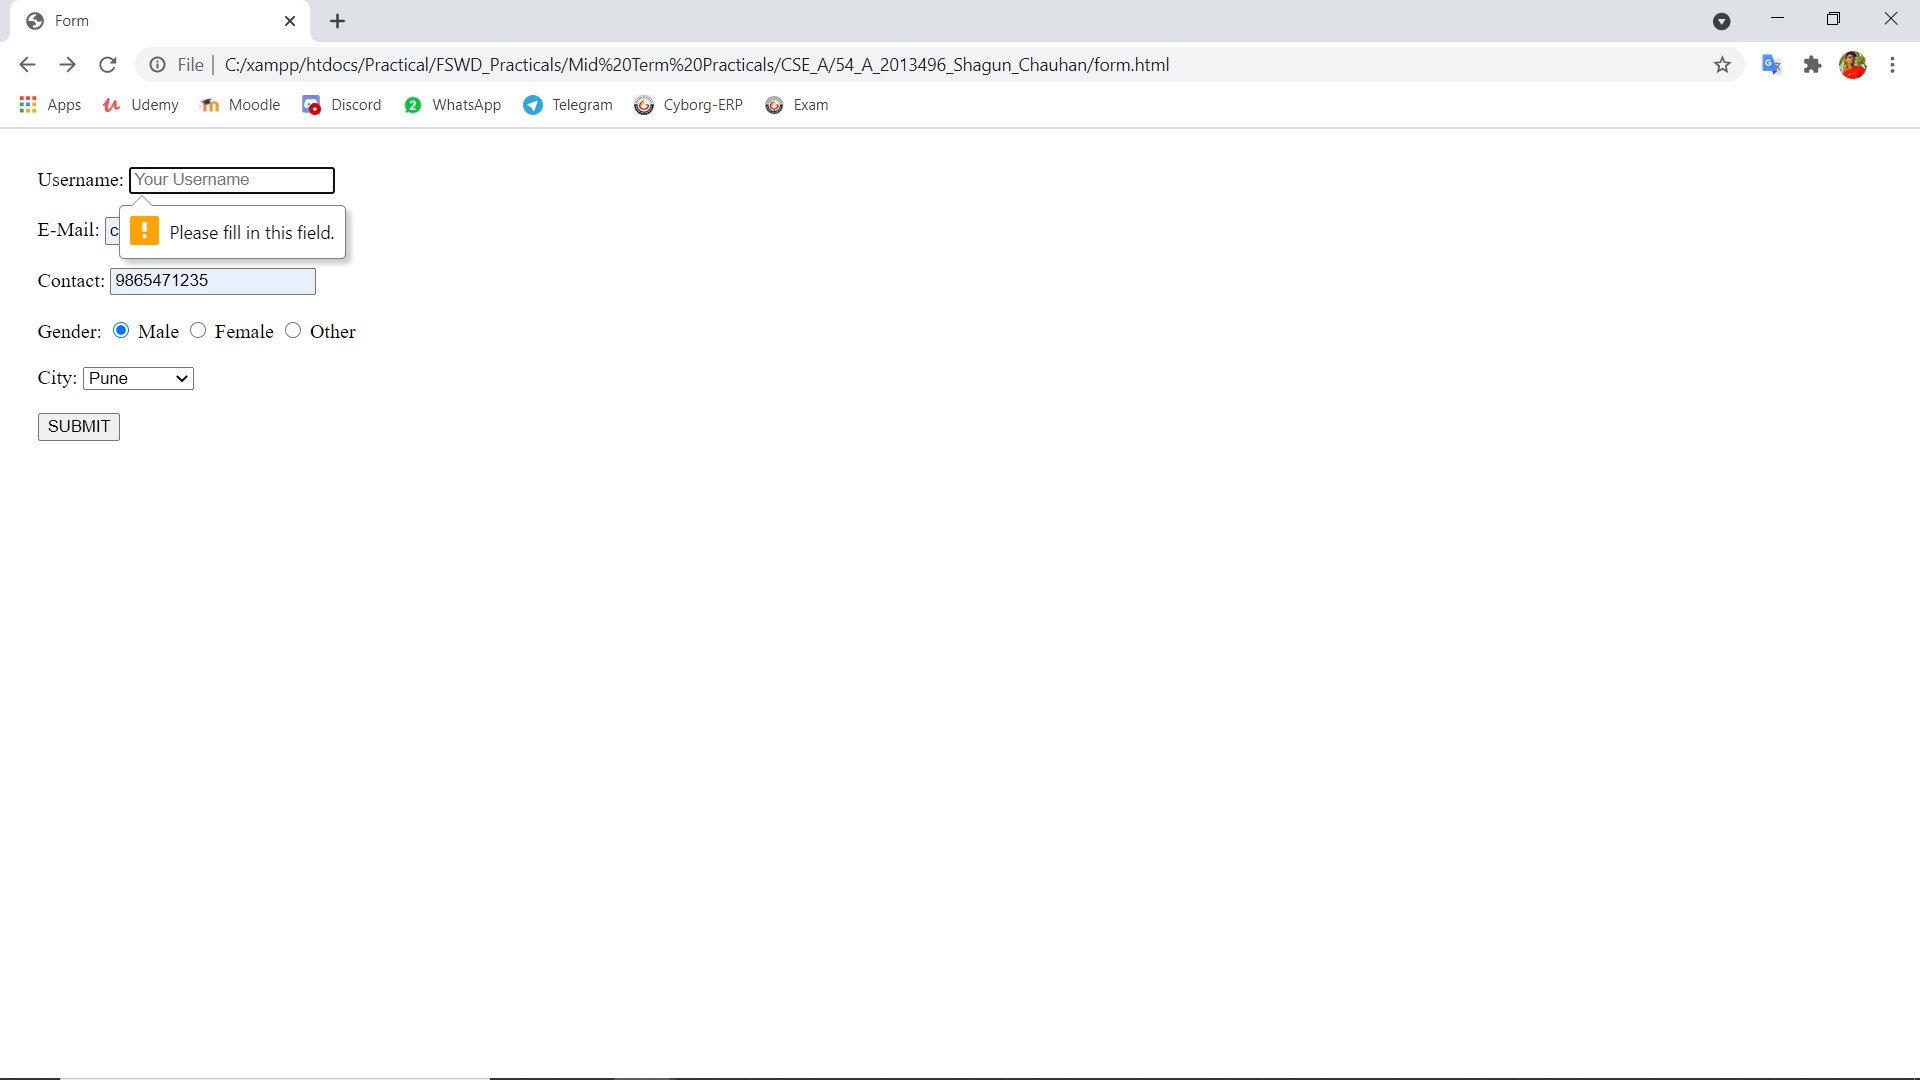 Form
File | C:/xampp/htdocs/Practical/FSWD_Practicals/Mid%20Term%20Practicals/CSE_A/54_A_2013496_Shagun_Chauhan/form.html
Apps Udemy Moodle Discord 2 WhatsApp Telegram Cyborg-ERP Exam
Username: Your Username
E-Mail: c
Please fill in this field.
Contact: 9865471235
Gender: Male Female Other
City: Pune
SUBMIT